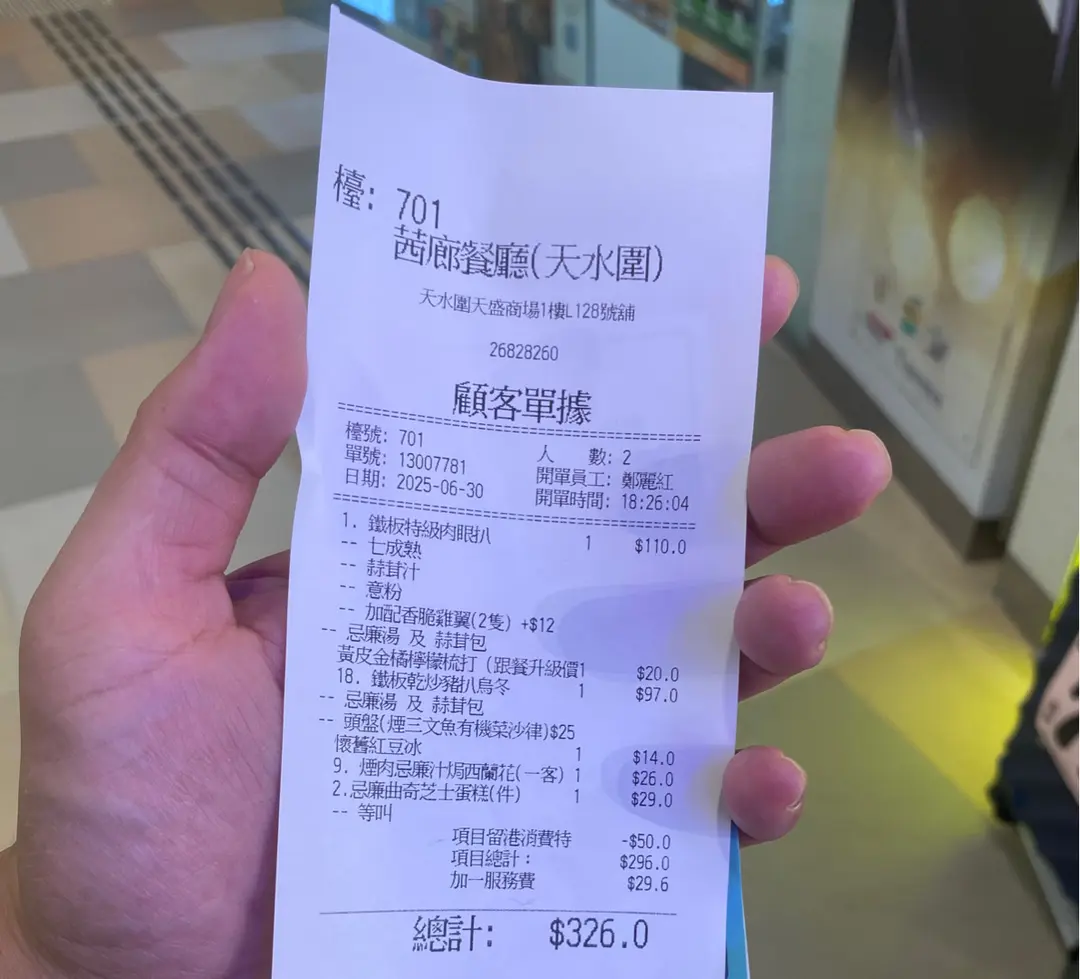 檯: 701
茜廊餐廳(天水圍)
天水圍天盛商場1樓L128號舖
26828260
顧客單據
檯號: 701 人 數: 2
單號: 13007781 開單員工: 鄭麗紅
日期: 2025-06-30 開單時間: 18:26:04
1. 鐵板特級肉眼扒 1 $110.0
-- 七成熟
-- 蒜茸汁
-- 意粉
-- 加配香脆雞翼(2隻) +$12
-- 忌廉湯 及 蒜茸包
黃皮金橘檸檬梳打 (跟餐升級價1 $20.0
18. 鐵板乾炒豬扒烏冬 1 $97.0
-- 忌廉湯 及 蒜茸包
-- 頭盤(煙三文魚有機菜沙律)$25
懷舊紅豆冰 1 $14.0
9. 煙肉忌廉汁焗西蘭花(一客) 1 $26.0
2.忌廉曲奇芝士蛋糕(件) 1 $29.0
-- 等叫
項目留港消費特 -$50.0
項目總計: $296.0
加一服務費 $29.6
總計: $326.0